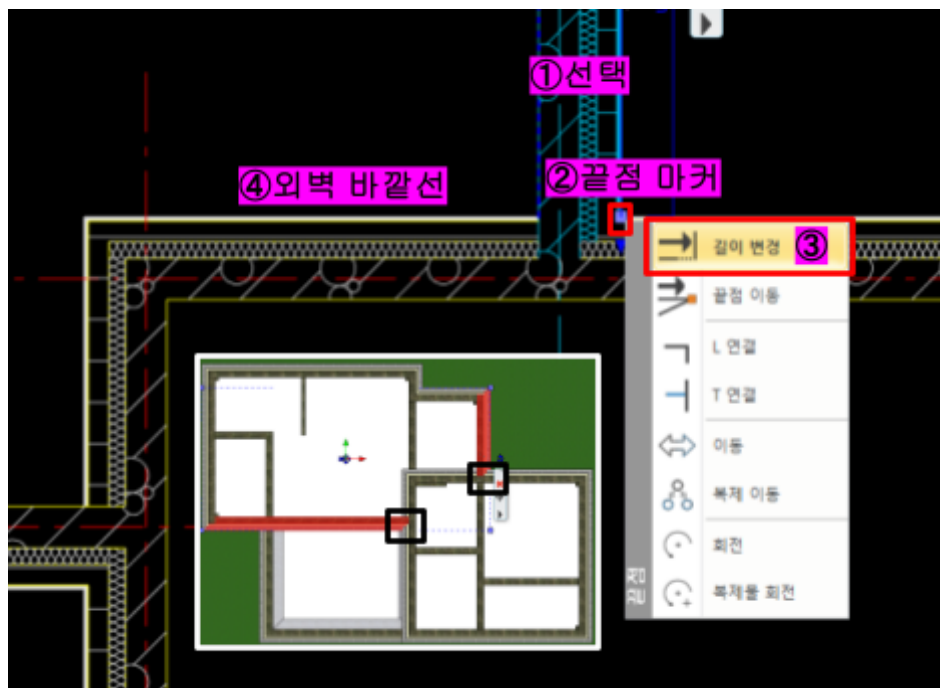 ①선택
②끝점 마커
④외벽 바깥선
길이 변경 ③
끝점 이동
L 연결
T 연결
이동
복제 이동
회전
복제물 회전